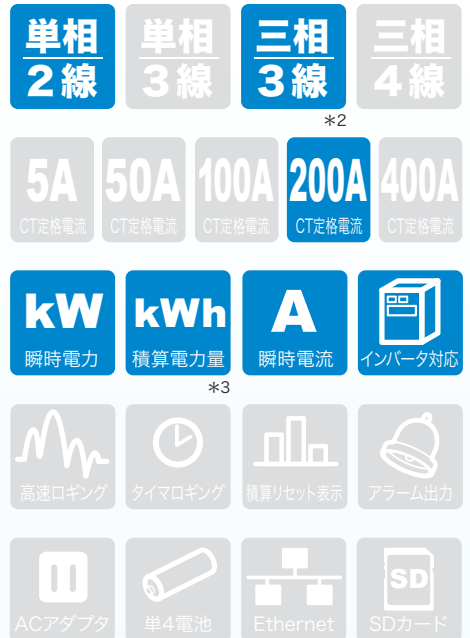 単相 単相 三相 三相
2線 3線 3線 4線
*2
5A 50A 100A 200A 400A
CT定格電流 CT定格電流 CT定格電流 CT定格電流 CT定格電流
kW kWh A
瞬時電力 積算電力量 瞬時電流 インバータ対応
*3
高速ロギング タイマロギング 積算リセット表示 アラーム出力
SD
ACアダプタ 単4電池 Ethernet SDカード